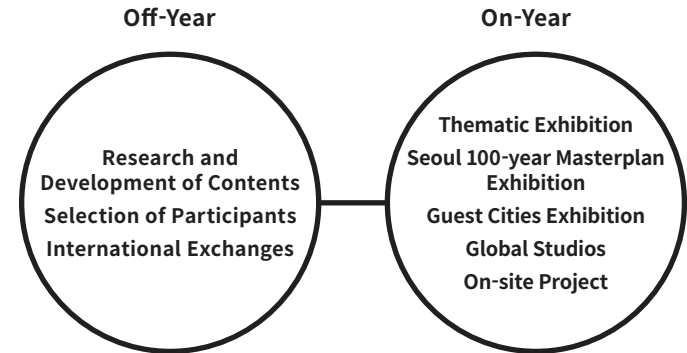 Off-Year
Research and
Development of Contents
Selection of Participants
International Exchanges
On-Year
Thematic Exhibition
Seoul 100-year Masterplan
Exhibition
Guest Cities Exhibition
Global Studios
On-site Project